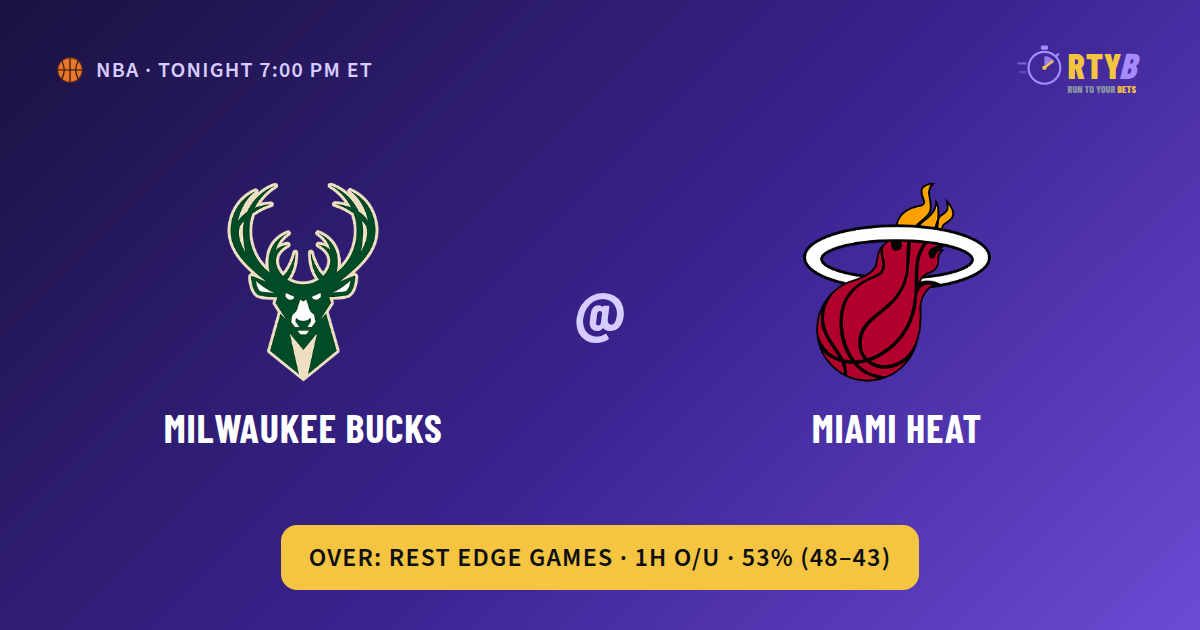 NBA · TONIGHT 7:00 PM ET
RTYB
RUN TO YOUR BETS
@
MILWAUKEE BUCKS
MIAMI HEAT
OVER: REST EDGE GAMES · 1H O/U · 53% (48–43)